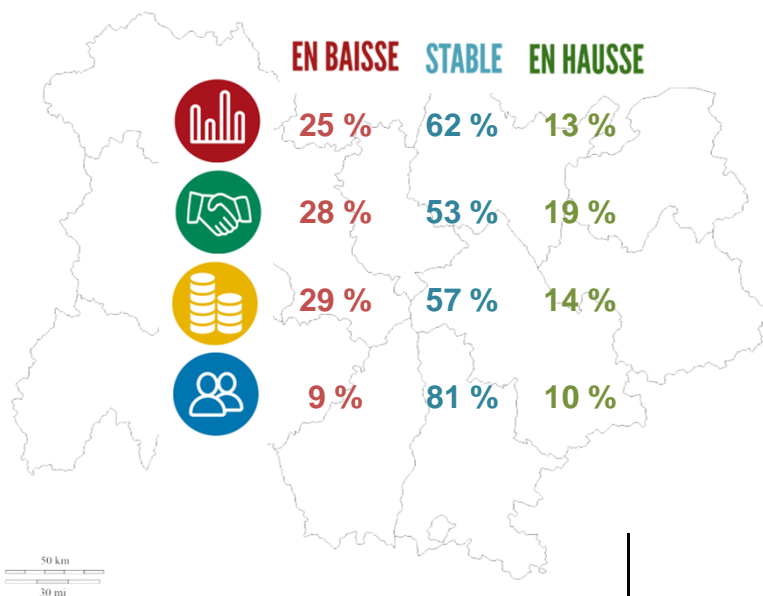 EN BAISSE STABLE EN HAUSSE
25 % 62 % 13 %
28 % 53 % 19 %
29 % 57 % 14 %
9 % 81 % 10 %
50 km
30 mi